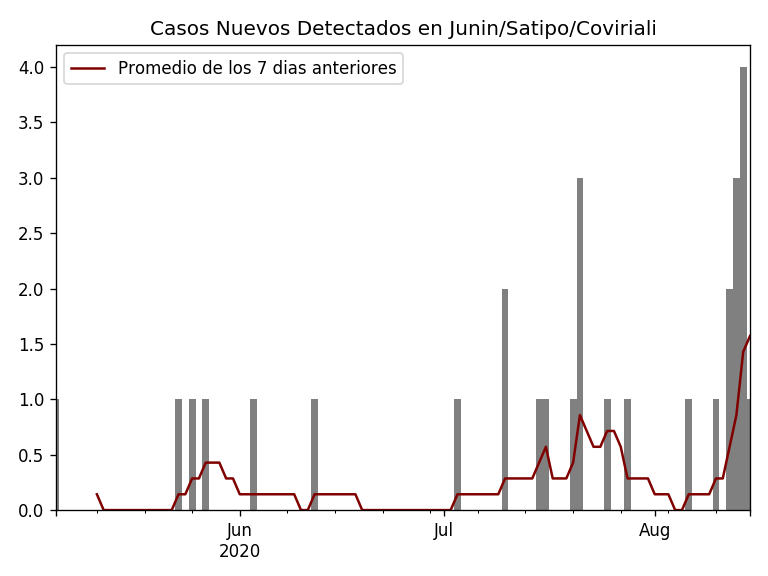 Casos Nuevos Detectados en Junin/Satipo/Coviriali
Promedio de los 7 dias anteriores
4.0
3.5
3.0
2.5
2.0
1.5
1.0
0.5
0.0
Jun
2020
Jul
Aug